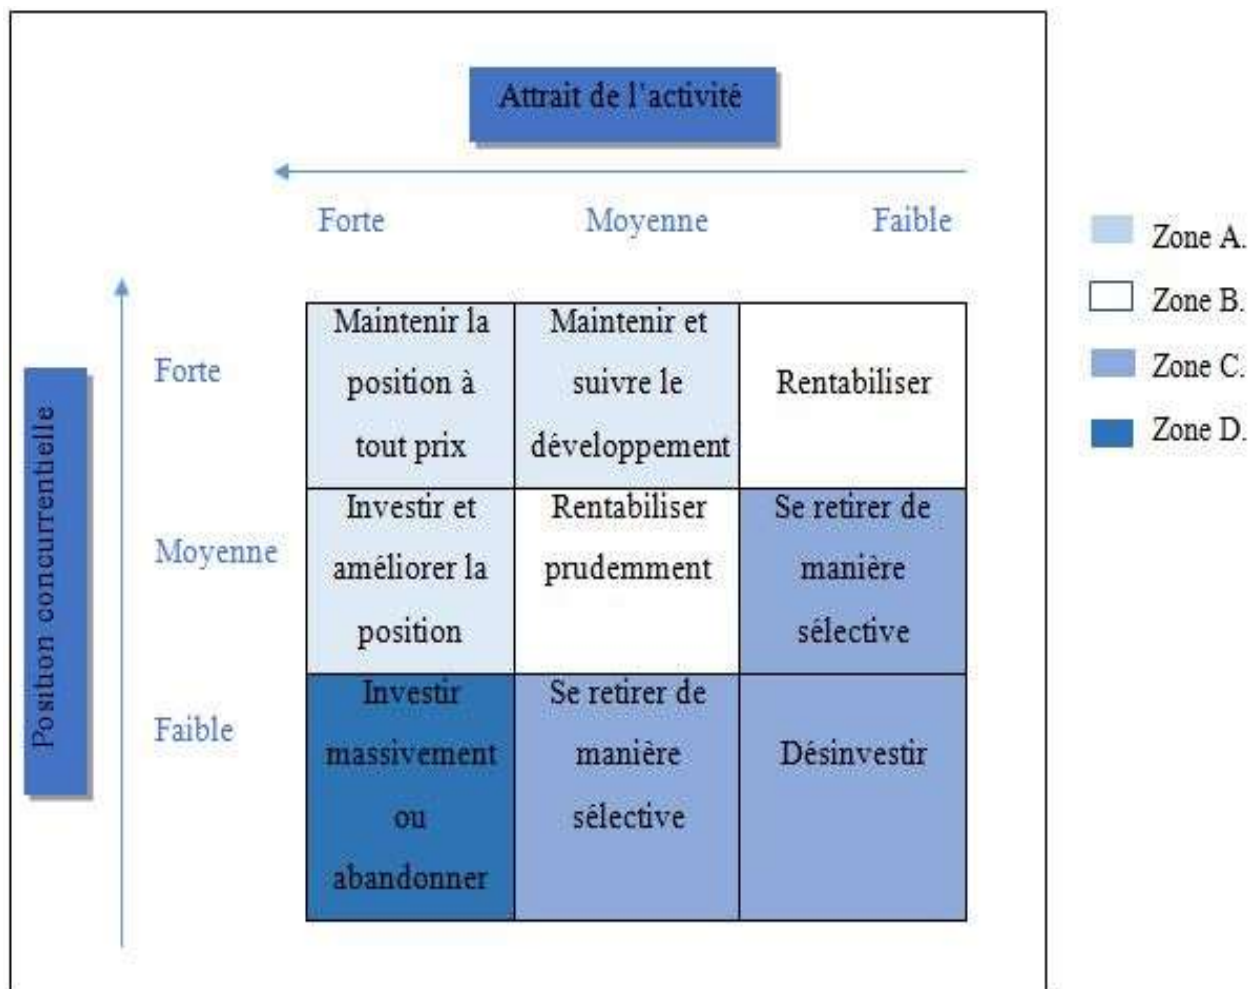 Attrait de l'activité
Forte
Moyenne
Faible
Zone A.
Zone B.
Zone C.
Zone D.
Position concurrentielle
Forte
Maintenir la
position à
tout prix
Maintenir et
suivre le
développement
Rentabiliser
Moyenne
Investir et
améliorer la
position
Rentabiliser
prudemment
Se retirer de
manière
sélective
Faible
Investir
massivement
ou
abandonner
Se retirer de
manière
sélective
Désinvestir